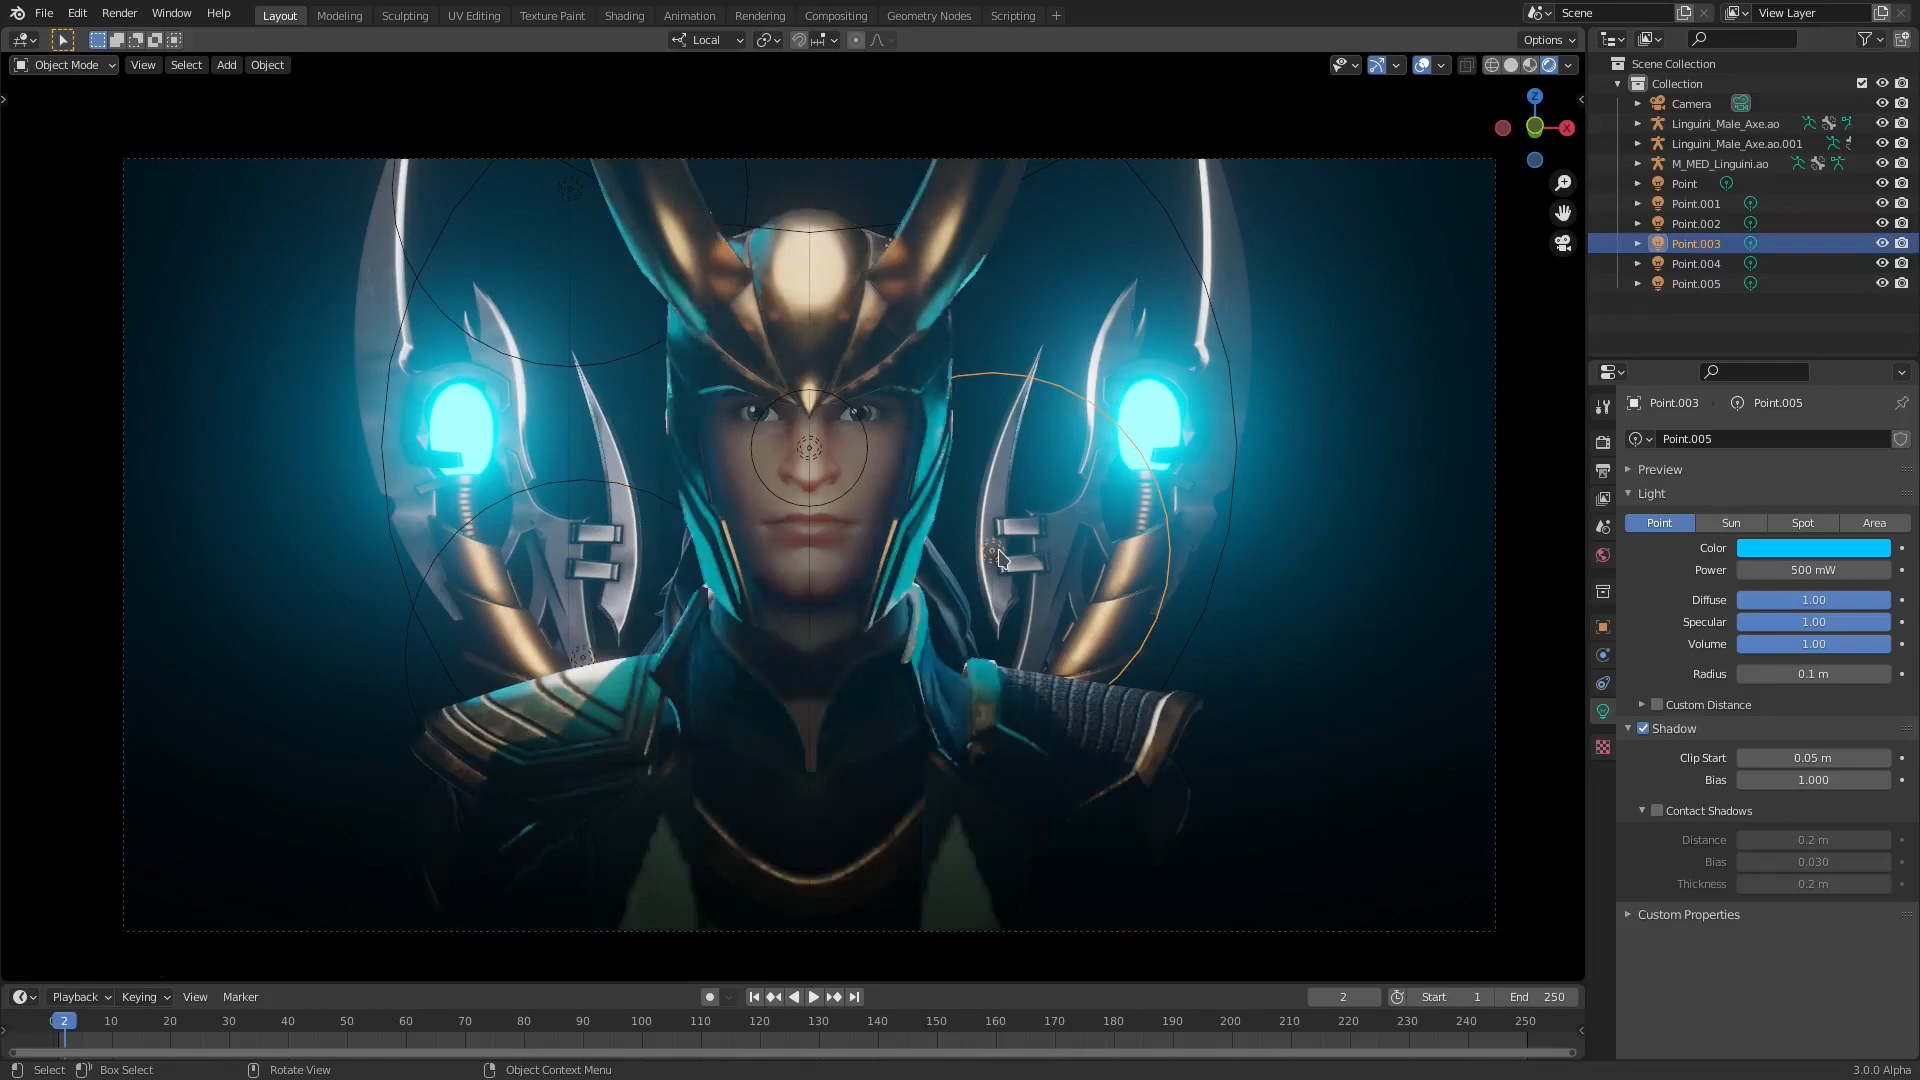 File Edit Render Window Help Layout Modeling Sculpting UV Editing Texture Paint Shading Animation Rendering Compositing Geometry Nodes Scripting Scene View Layer
Local Options
Object Mode View Select Add Object
Z
X
Scene Collection
Collection
Camera
Linguini_Male_Axe.ao
Linguini_Male_Axe.ao.001
M_MED_Linguini.ao
Point
Point.001
Point.002
Point.003
Point.004
Point.005
Point.003 Point.005
Point.005
Preview
Light
Point Sun Spot Area
Color
Power 500 mW
Diffuse 1.00
Specular 1.00
Volume 1.00
Radius 0.1 m
Custom Distance
Shadow
Clip Start 0.05 m
Bias 1.000
Contact Shadows
Distance 0.2 m
Bias 0.030
Thickness 0.2 m
Custom Properties
Playback Keying View Marker 2 Start 1 End 250
2 10 20 30 40 50 60 70 80 90 100 110 120 130 140 150 160 170 180 190 200 210 220 230 240 250
Select Box Select Rotate View Object Context Menu 3.0.0 Alpha